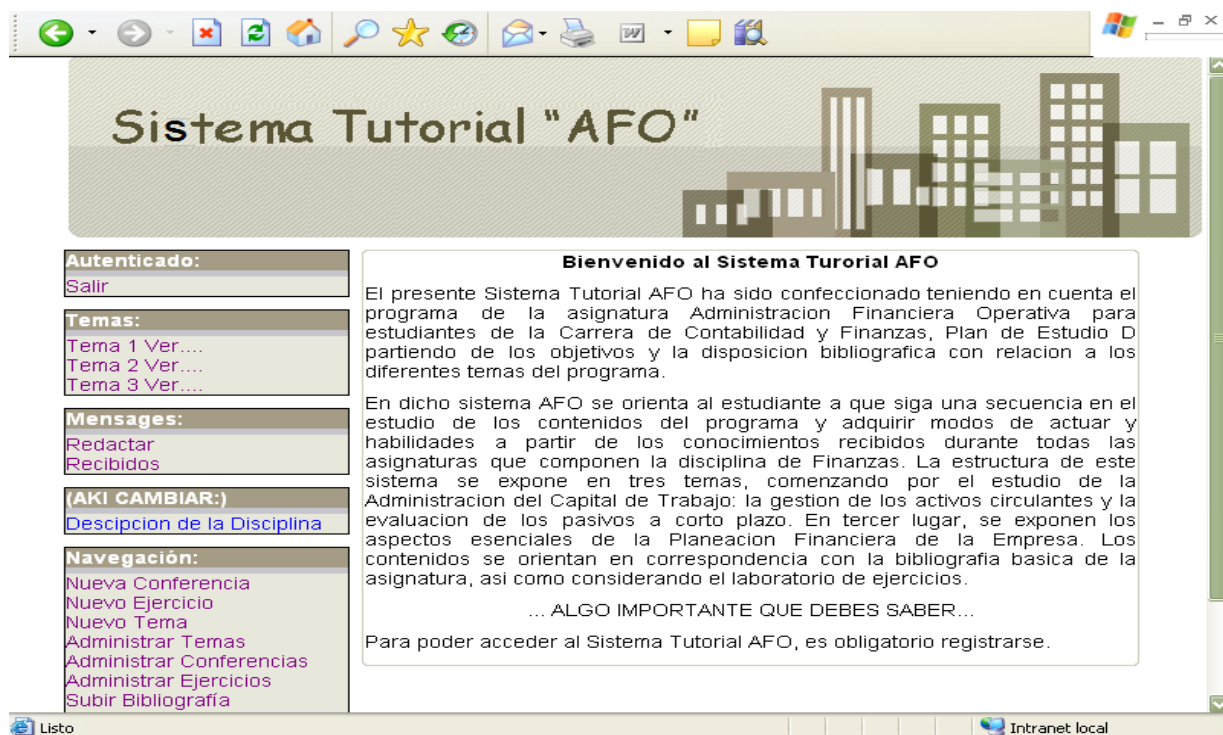 Sistema Tutorial "AFO"
Autenticado:
Salir
Temas:
Tema 1 Ver....
Tema 2 Ver....
Tema 3 Ver....
Mensages:
Redactar
Recibidos
(AKI CAMBIAR:)
Descipcion de la Disciplina
Navegación:
Nueva Conferencia
Nuevo Ejercicio
Nuevo Tema
Administrar Temas
Administrar Conferencias
Administrar Ejercicios
Subir Bibliografía
Bienvenido al Sistema Turorial AFO
El presente Sistema Tutorial AFO ha sido confeccionado teniendo en cuenta el
programa de la asignatura Administracion Financiera Operativa para
estudiantes de la Carrera de Contabilidad y Finanzas, Plan de Estudio D
partiendo de los objetivos y la disposicion bibliografica con relacion a los
diferentes temas del programa.
En dicho sistema AFO se orienta al estudiante a que siga una secuencia en el
estudio de los contenidos del programa y adquirir modos de actuar y
habilidades a partir de los conocimientos recibidos durante todas las
asignaturas que componen la disciplina de Finanzas. La estructura de este
sistema se expone en tres temas, comenzando por el estudio de la
Administracion del Capital de Trabajo: la gestion de los activos circulantes y la
evaluacion de los pasivos a corto plazo. En tercer lugar, se exponen los
aspectos esenciales de la Planeacion Financiera de la Empresa. Los
contenidos se orientan en correspondencia con la bibliografia basica de la
asignatura, asi como considerando el laboratorio de ejercicios.
... ALGO IMPORTANTE QUE DEBES SABER...
Para poder acceder al Sistema Tutorial AFO, es obligatorio registrarse.
Listo
Intranet local